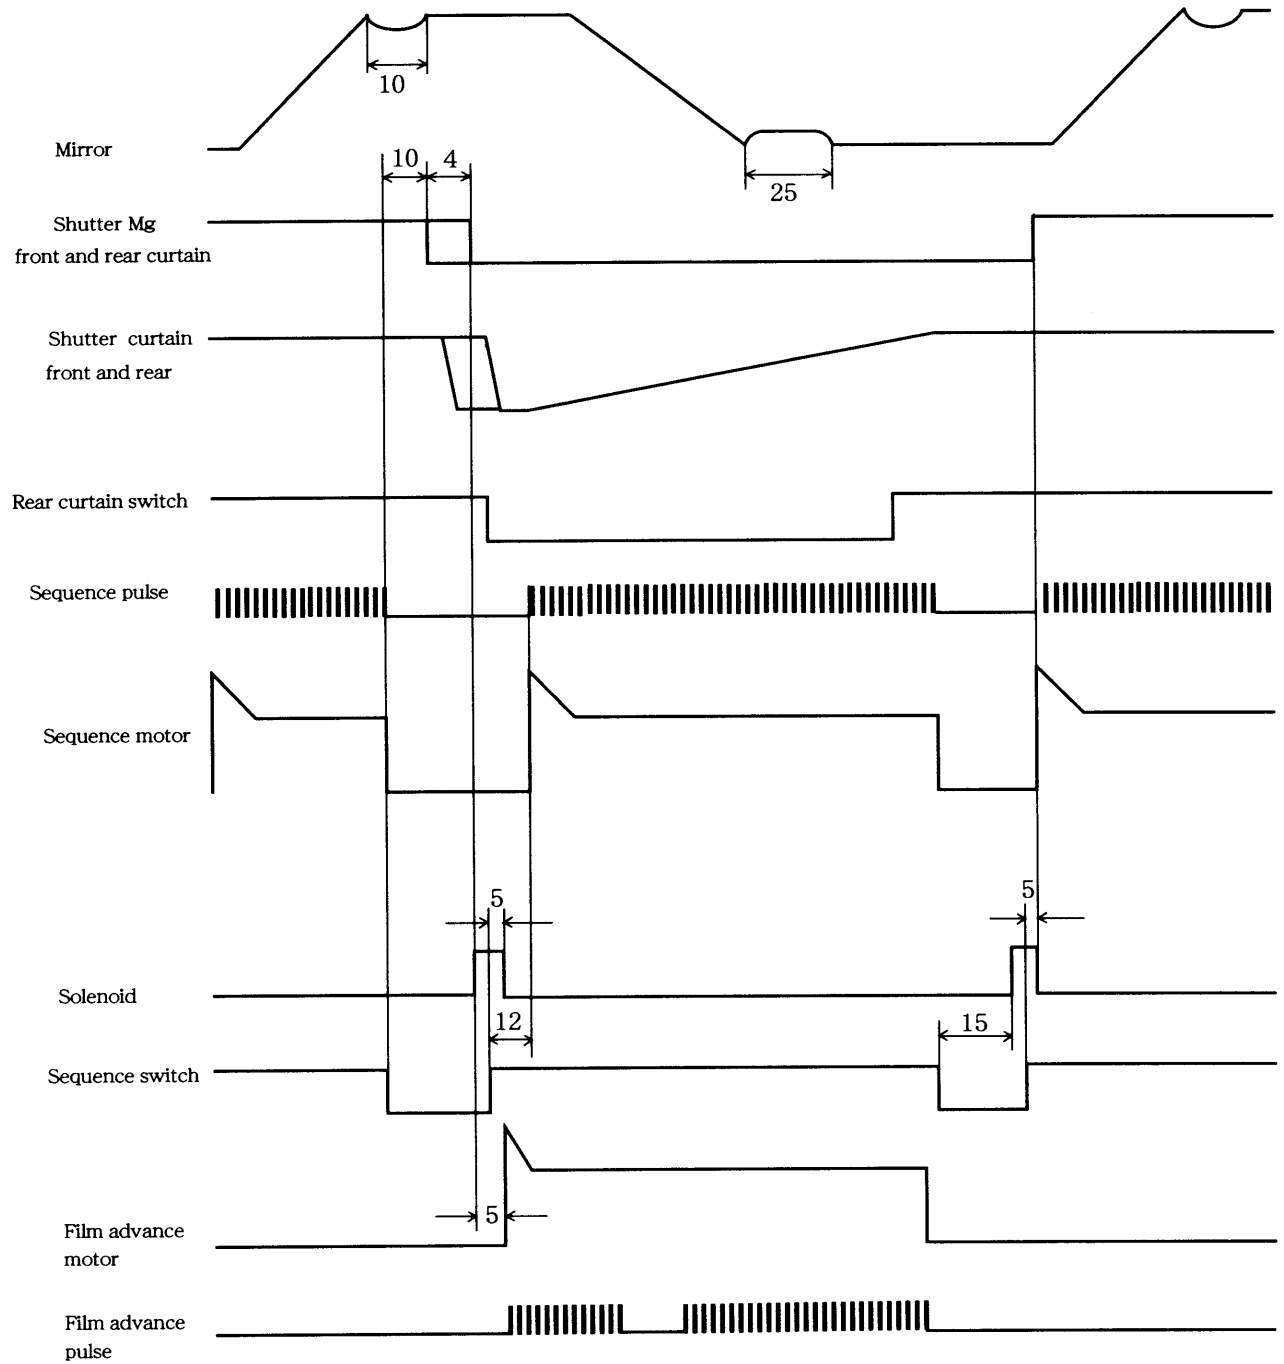 10
Mirror
10 4
25
Shutter Mg
front and rear curtain
Shutter curtain
front and rear
Rear curtain switch
Sequence pulse
Sequence motor
5
5
Solenoid
12
15
Sequence switch
5
Film advance
motor
Film advance
pulse